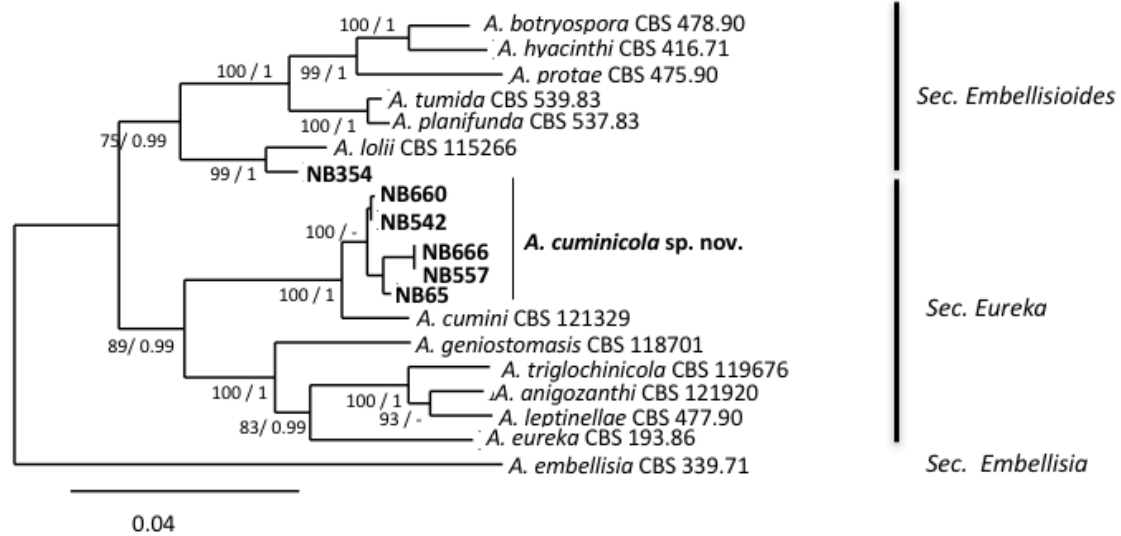 100 / 1
A. botryospora CBS 478.90
A. hyacinthi CBS 416.71
100 / 1
99 / 1
A. protae CBS 475.90
A. tumida CBS 539.83
100 / 1
A. planifunda CBS 537.83
75/ 0.99
A. lolii CBS 115266
99 / 1
NB354
Sec. Embellisioides
NB660
NB542
100 / -
NB666
NB557
NB65
A. cuminicola sp. nov.
100 / 1
A. cumini CBS 121329
89/ 0.99
A. geniostomasis CBS 118701
A. triglochinicola CBS 119676
100 / 1
100 / 1
A. anigozanthi CBS 121920
93 / -
A. leptinellae CBS 477.90
83/ 0.99
A. eureka CBS 193.86
Sec. Eureka
A. embellisia CBS 339.71
Sec. Embellisia
0.04